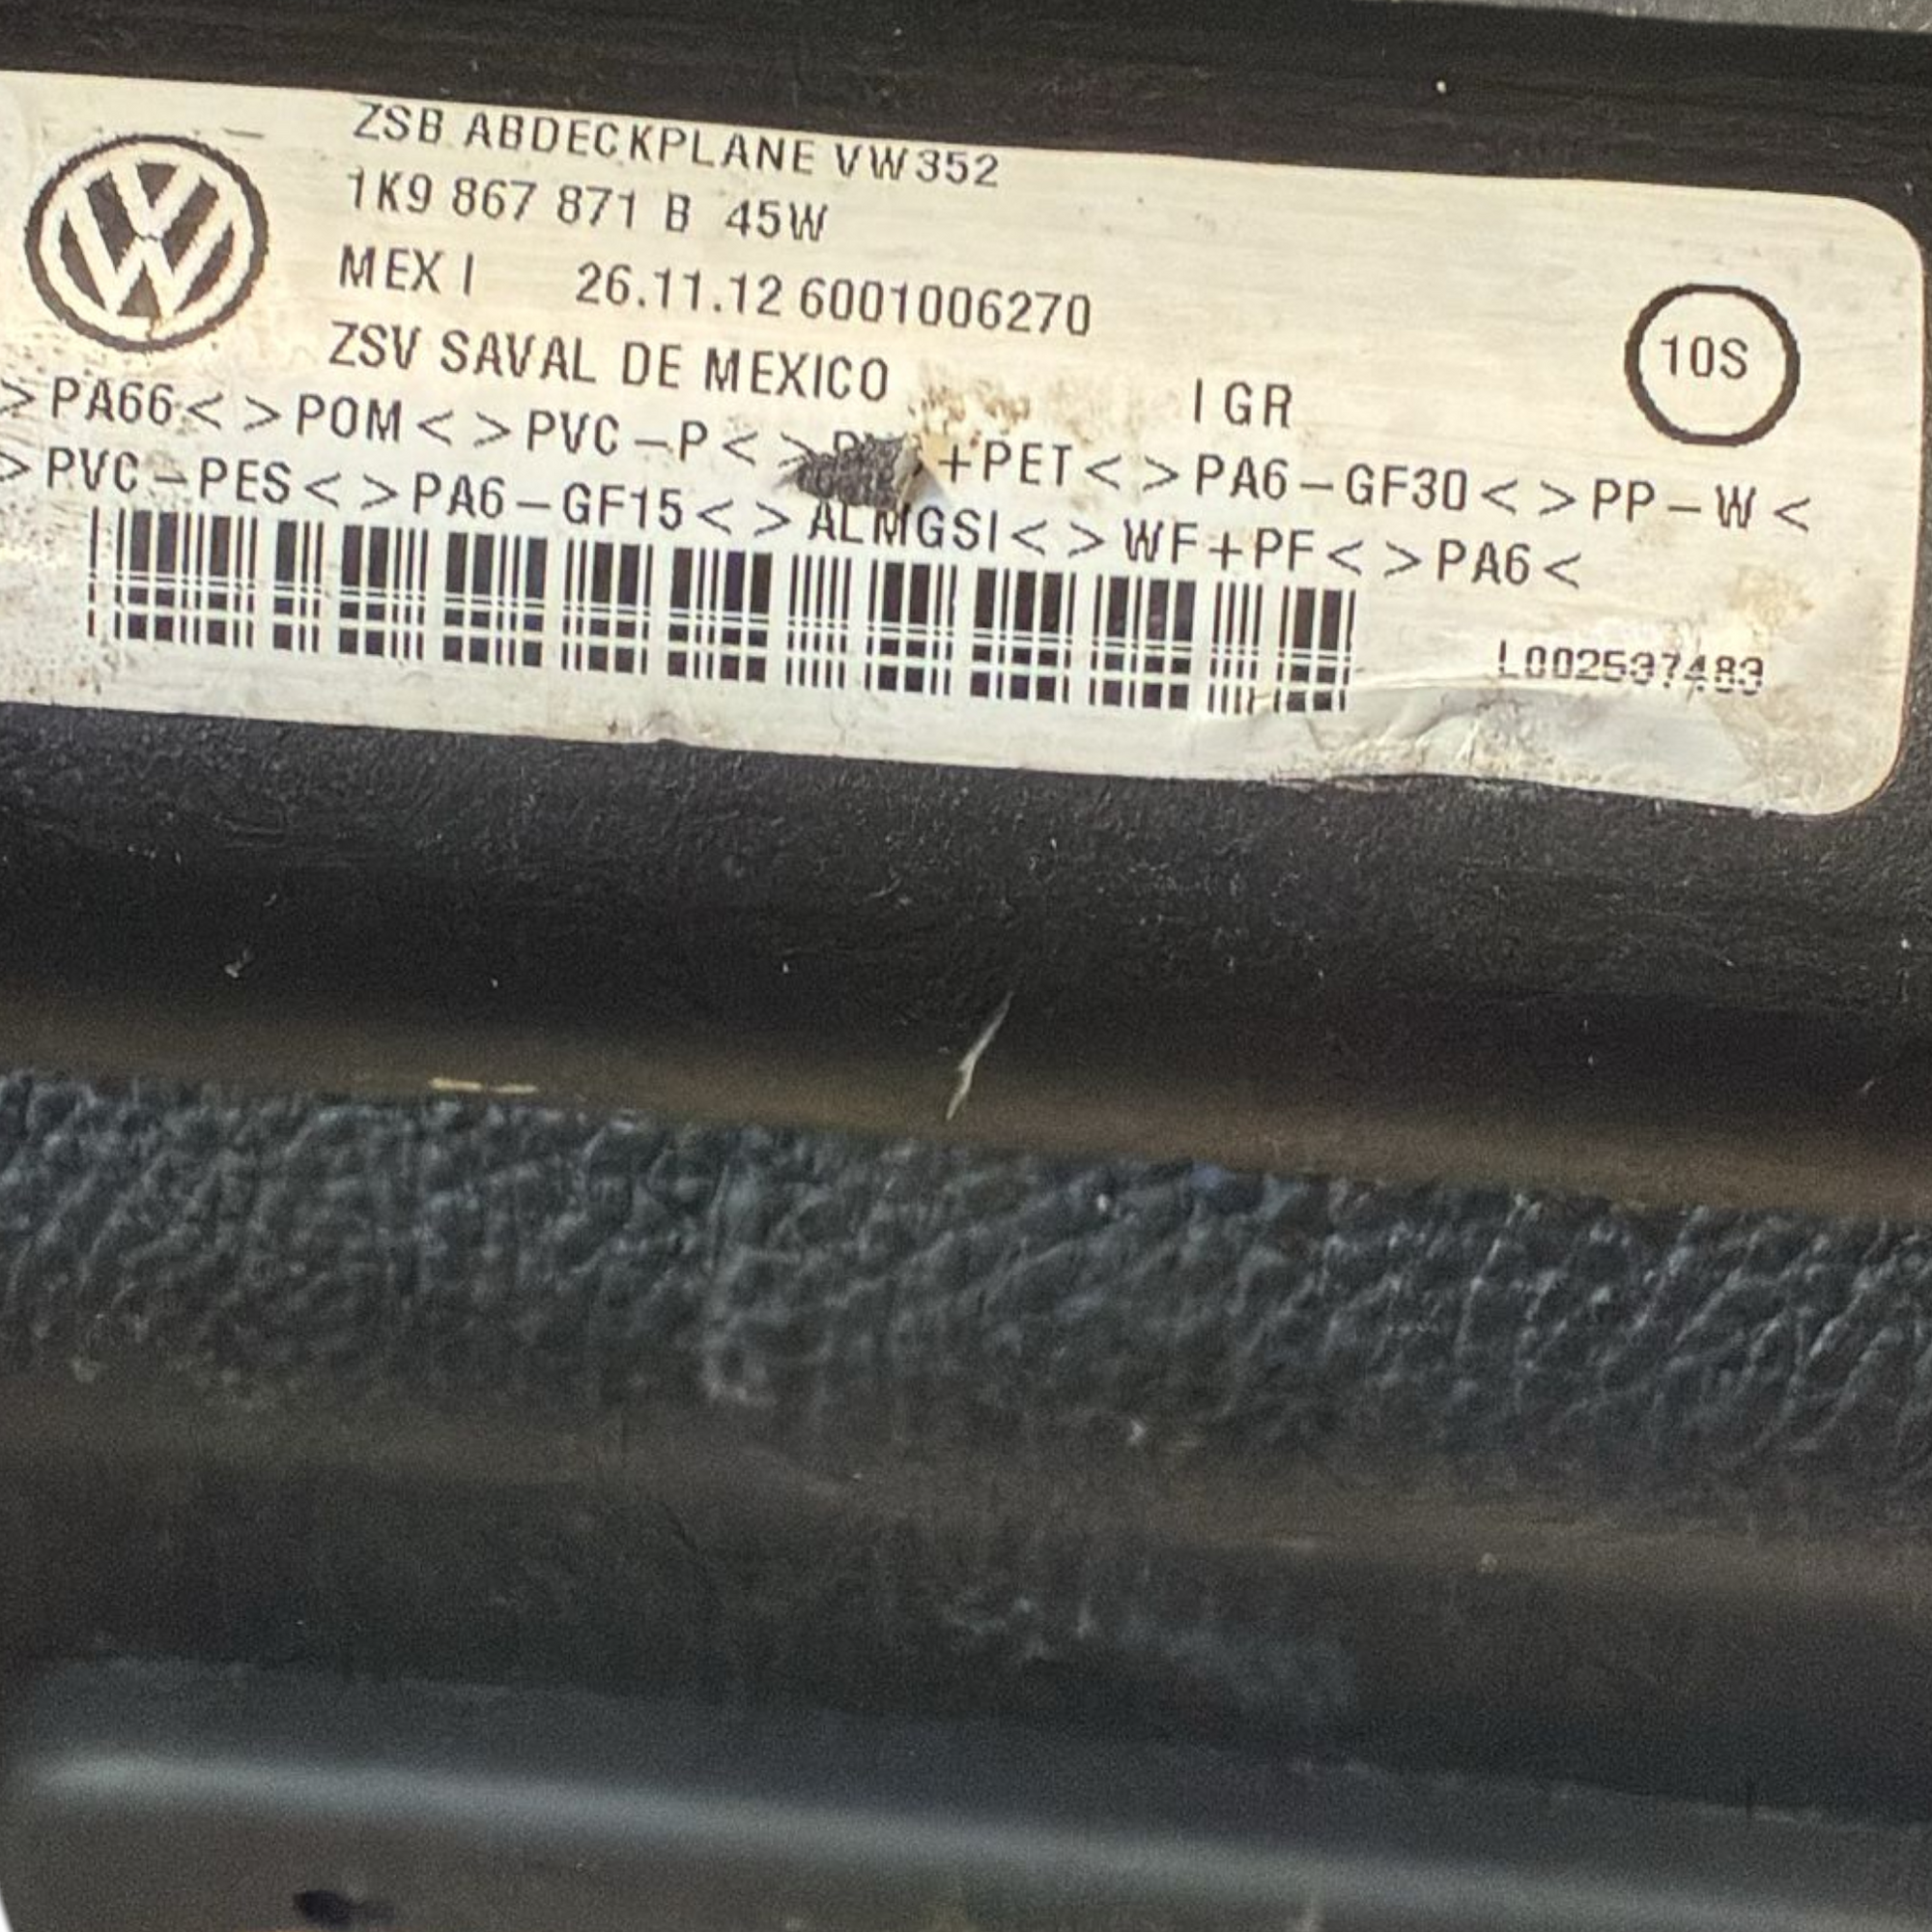 ZSB ABDECKPLANE VW352
1K9 867 871 B 45W
MEX I 26.11.12 6001006270
ZSV SAVAL DE MEXICO I GR
10S
>PA66< >POM< >PVC-P< +PET< >PA6-GF30< >PP-W<
>PVC-PES< >PA6-GF15< >ALMGSI< >WF+PF< >PA6<
L002537483